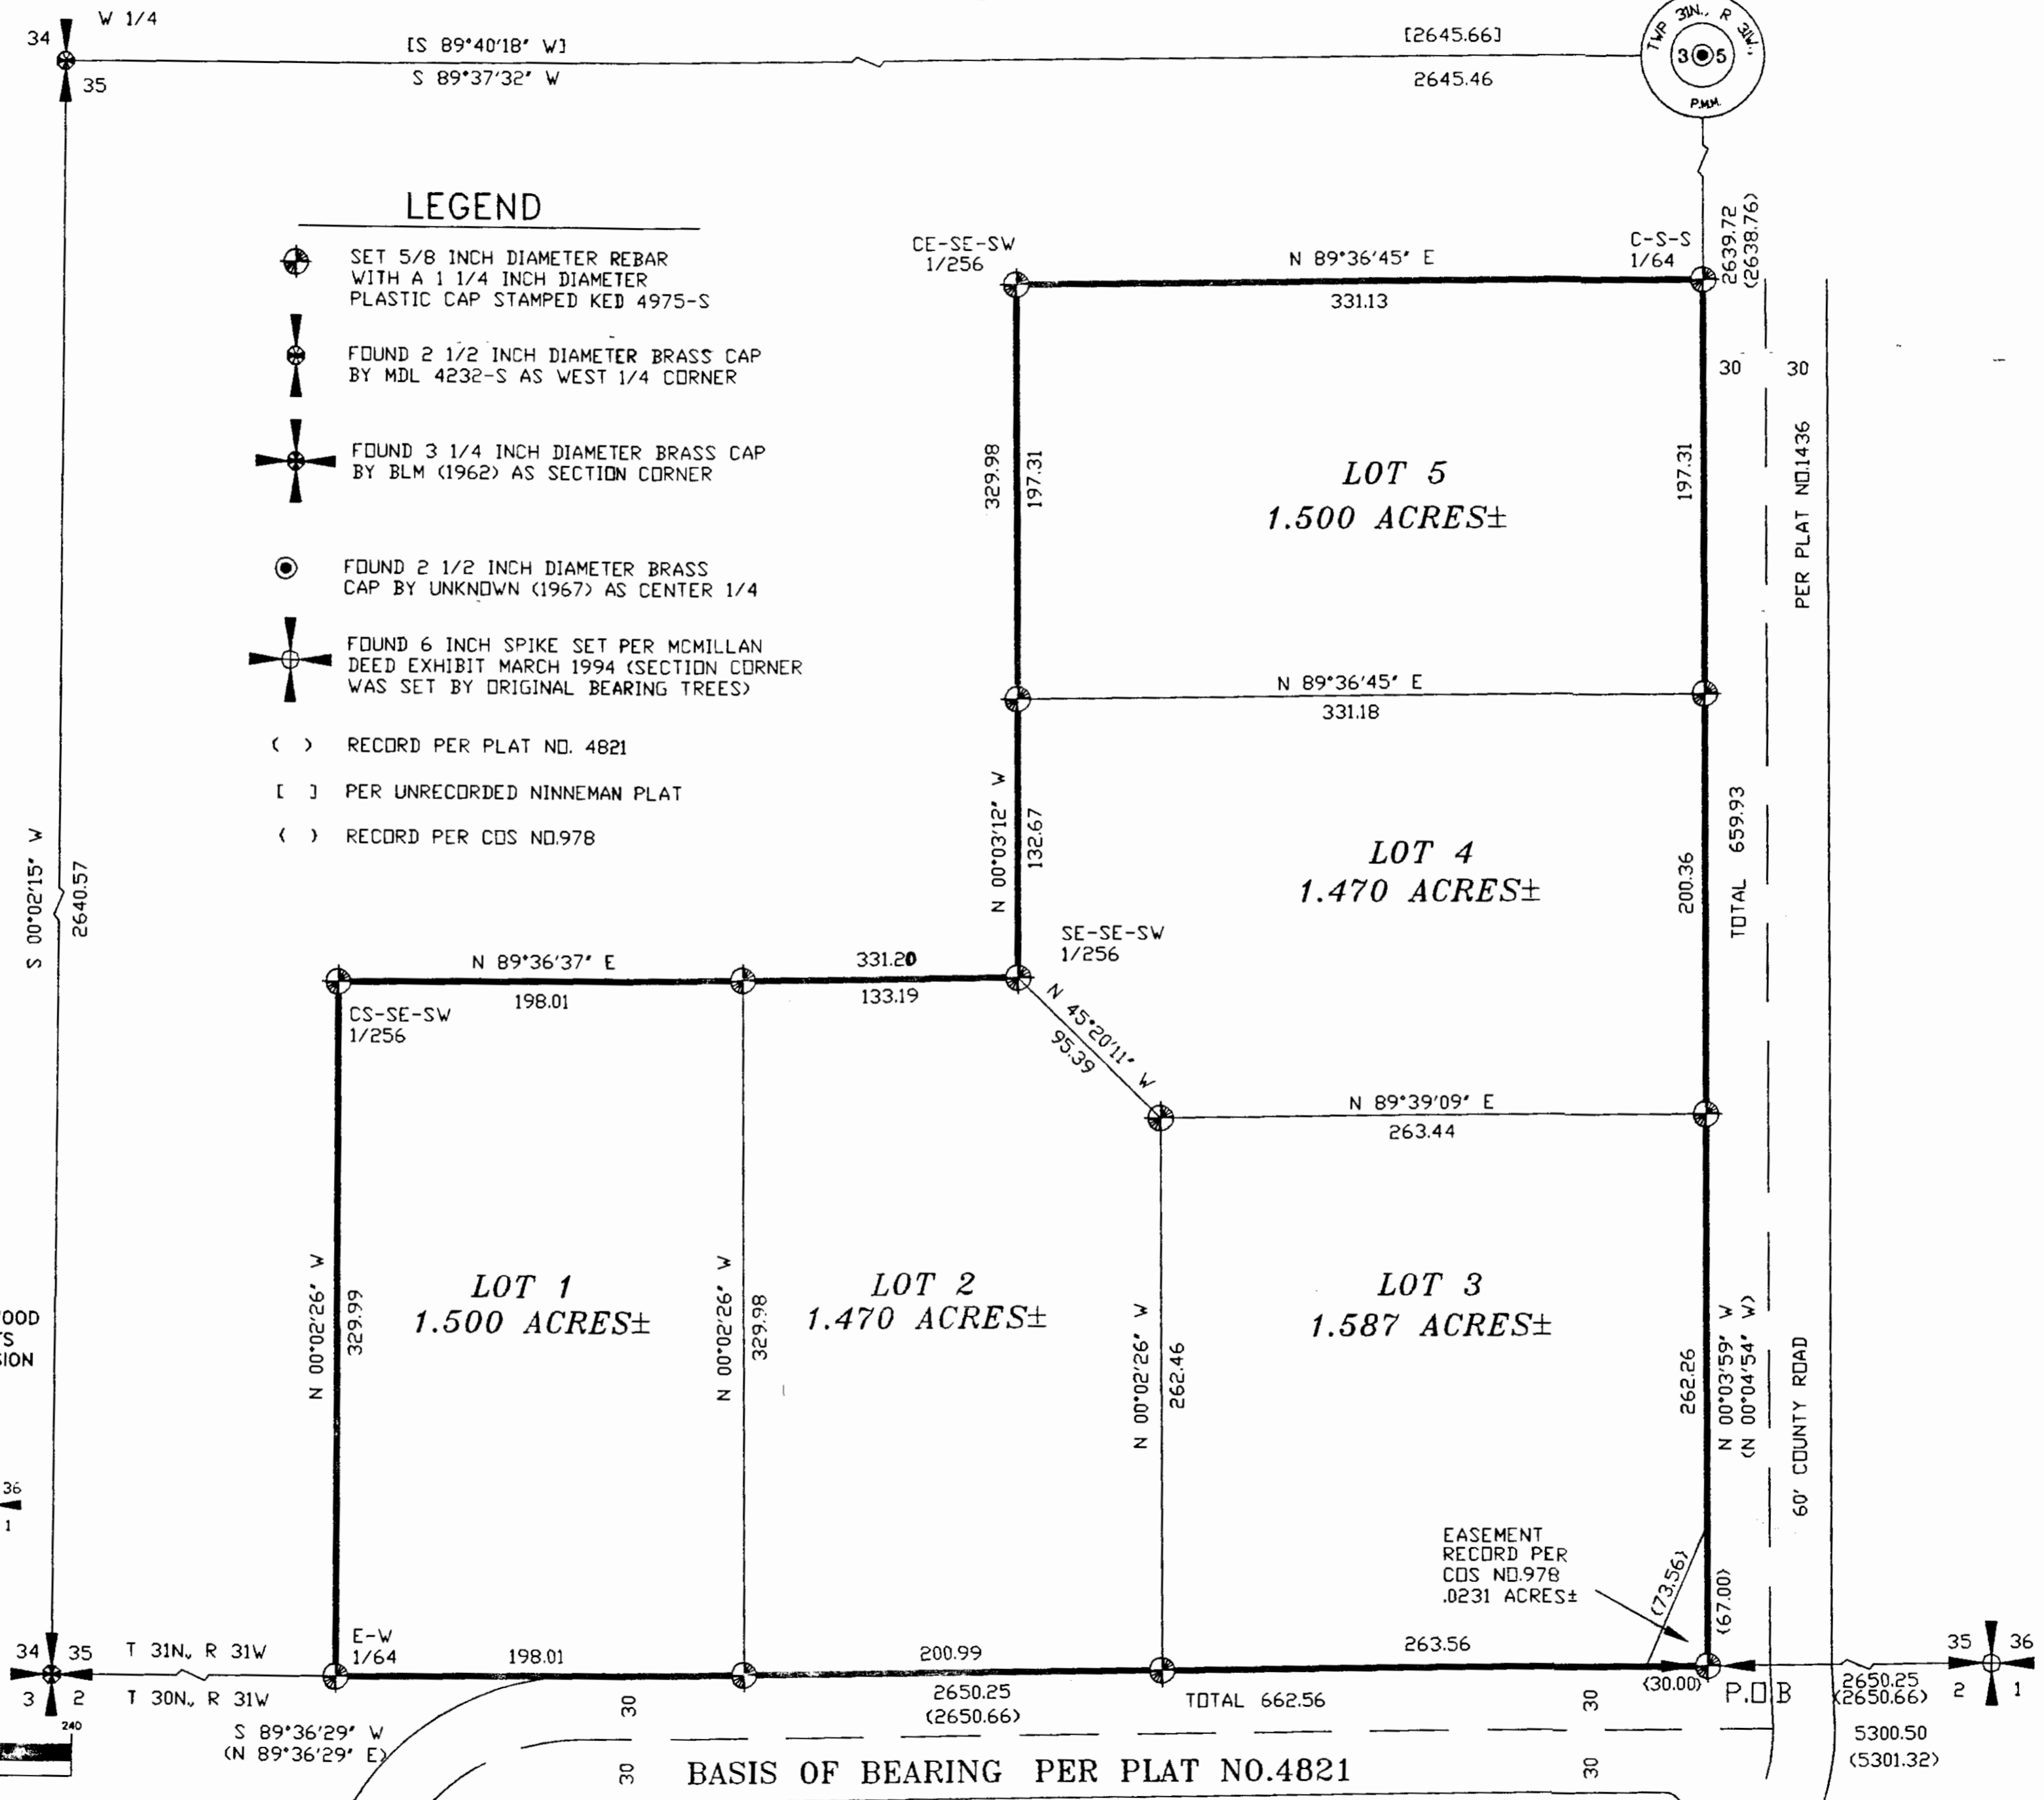 W 1/4
34
35
[S 89°40'18" W]
S 89°37'32" W
[2645.66]
2645.46
TWP 31N., R 31W.,
35
P.M.M.
LEGEND
SET 5/8 INCH DIAMETER REBAR
WITH A 1 1/4 INCH DIAMETER
PLASTIC CAP STAMPED KED 4975-S
FOUND 2 1/2 INCH DIAMETER BRASS CAP
BY MDL 4232-S AS WEST 1/4 CORNER
FOUND 3 1/4 INCH DIAMETER BRASS CAP
BY BLM (1962) AS SECTION CORNER
FOUND 2 1/2 INCH DIAMETER BRASS
CAP BY UNKNOWN (1967) AS CENTER 1/4
FOUND 6 INCH SPIKE SET PER MCMILLAN
DEED EXHIBIT MARCH 1994 (SECTION CORNER
WAS SET BY ORIGINAL BEARING TREES)
( ) RECORD PER PLAT NO. 4821
[ ] PER UNRECORDED NINNEMAN PLAT
{ } RECORD PER COS NO.978
CE-SE-SW
1/256
N 89°36'45" E
331.13
C-S-S
1/64
2639.72
(2638.76)
30
30
329.98
197.31
LOT 5
1.500 ACRES±
197.31
PER PLAT NO.1436
N 89°36'45" E
331.18
N 00°03'12" W
132.67
LOT 4
1.470 ACRES±
200.36
TOTAL 659.93
S 00°02'15" W
2640.57
SE-SE-SW
1/256
N 89°36'37" E
331.20
198.01
133.19
CS-SE-SW
1/256
N 45°20'11" W
95.39
N 89°39'09" E
263.44
N 00°02'26" W
329.99
LOT 1
1.500 ACRES±
N 00°02'26" W
329.98
LOT 2
1.470 ACRES±
N 00°02'26" W
262.46
LOT 3
1.587 ACRES±
262.26
N 00°03'59" W
(N 00°04'54" W)
60' COUNTY ROAD
OOD
S
SION
36
1
EASEMENT
RECORD PER
COS NO.978
.0231 ACRES±
{73.56}
{67.00}
{30.00}
34
35
3
2
T 31N., R 31W
T 30N., R 31W
E-W
1/64
198.01
200.99
263.56
2650.25
(2650.66)
TOTAL 662.56
P.O.B
2650.25
(2650.66)
35
36
2
1
240
S 89°36'29" W
(N 89°36'29" E)
30
30
30
30
5300.50
(5301.32)
BASIS OF BEARING PER PLAT NO.4821